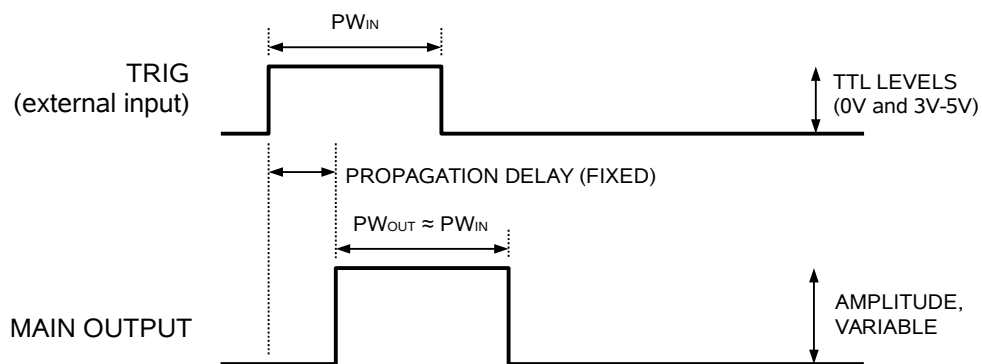 PWIN
TRIG
(external input)
TTL LEVELS
(0V and 3V-5V)
PROPAGATION DELAY (FIXED)
PWOUT ≈ PWIN
MAIN OUTPUT
AMPLITUDE,
VARIABLE